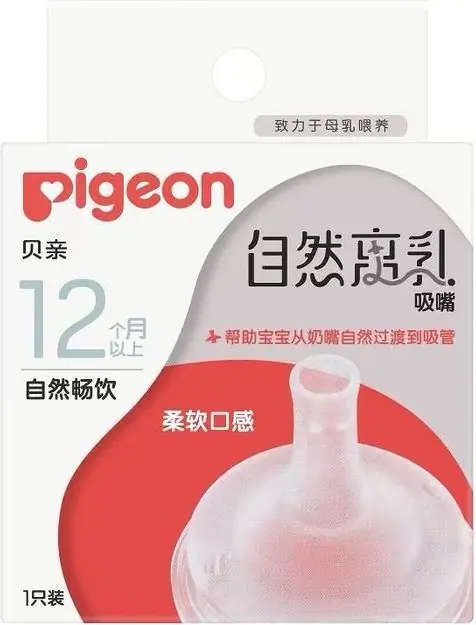 致力于母乳喂养
Pigeon
贝亲
自然离乳
吸嘴
12个月以上
帮助宝宝从奶嘴自然过渡到吸管
自然畅饮
柔软口感
1只装